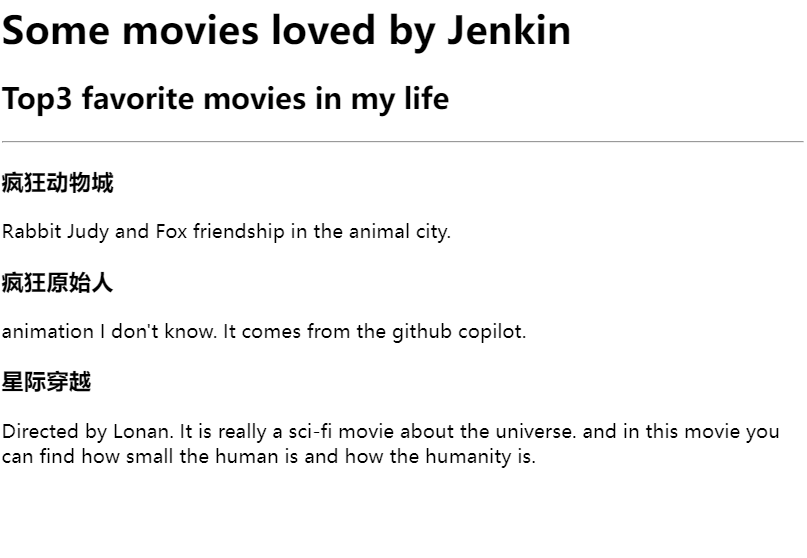 Some movies loved by Jenkin
Top3 favorite movies in my life
疯狂动物城
Rabbit Judy and Fox friendship in the animal city.
疯狂原始人
animation I don't know. It comes from the github copilot.
星际穿越
Directed by Lonan. It is really a sci-fi movie about the universe. and in this movie you
can find how small the human is and how the humanity is.